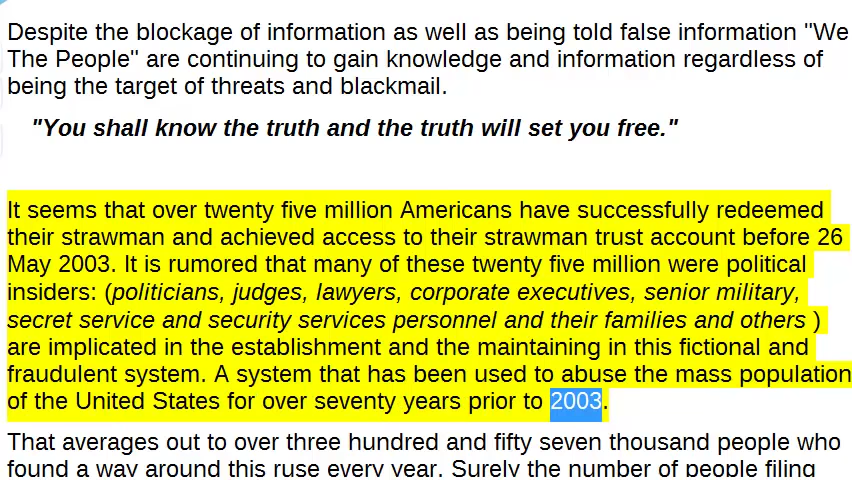 Despite the blockage of information as well as being told false information "We
The People" are continuing to gain knowledge and information regardless of
being the target of threats and blackmail.
"You shall know the truth and the truth will set you free."
It seems that over twenty five million Americans have successfully redeemed
their strawman and achieved access to their strawman trust account before 26
May 2003. It is rumored that many of these twenty five million were political
insiders: (politicians, judges, lawyers, corporate executives, senior military,
secret service and security services personnel and their families and others )
are implicated in the establishment and the maintaining in this fictional and
fraudulent system. A system that has been used to abuse the mass population
of the United States for over seventy years prior to 2003.
That averages out to over three hundred and fifty seven thousand people who
found a way around this ruse every year. Surely the number of people filing